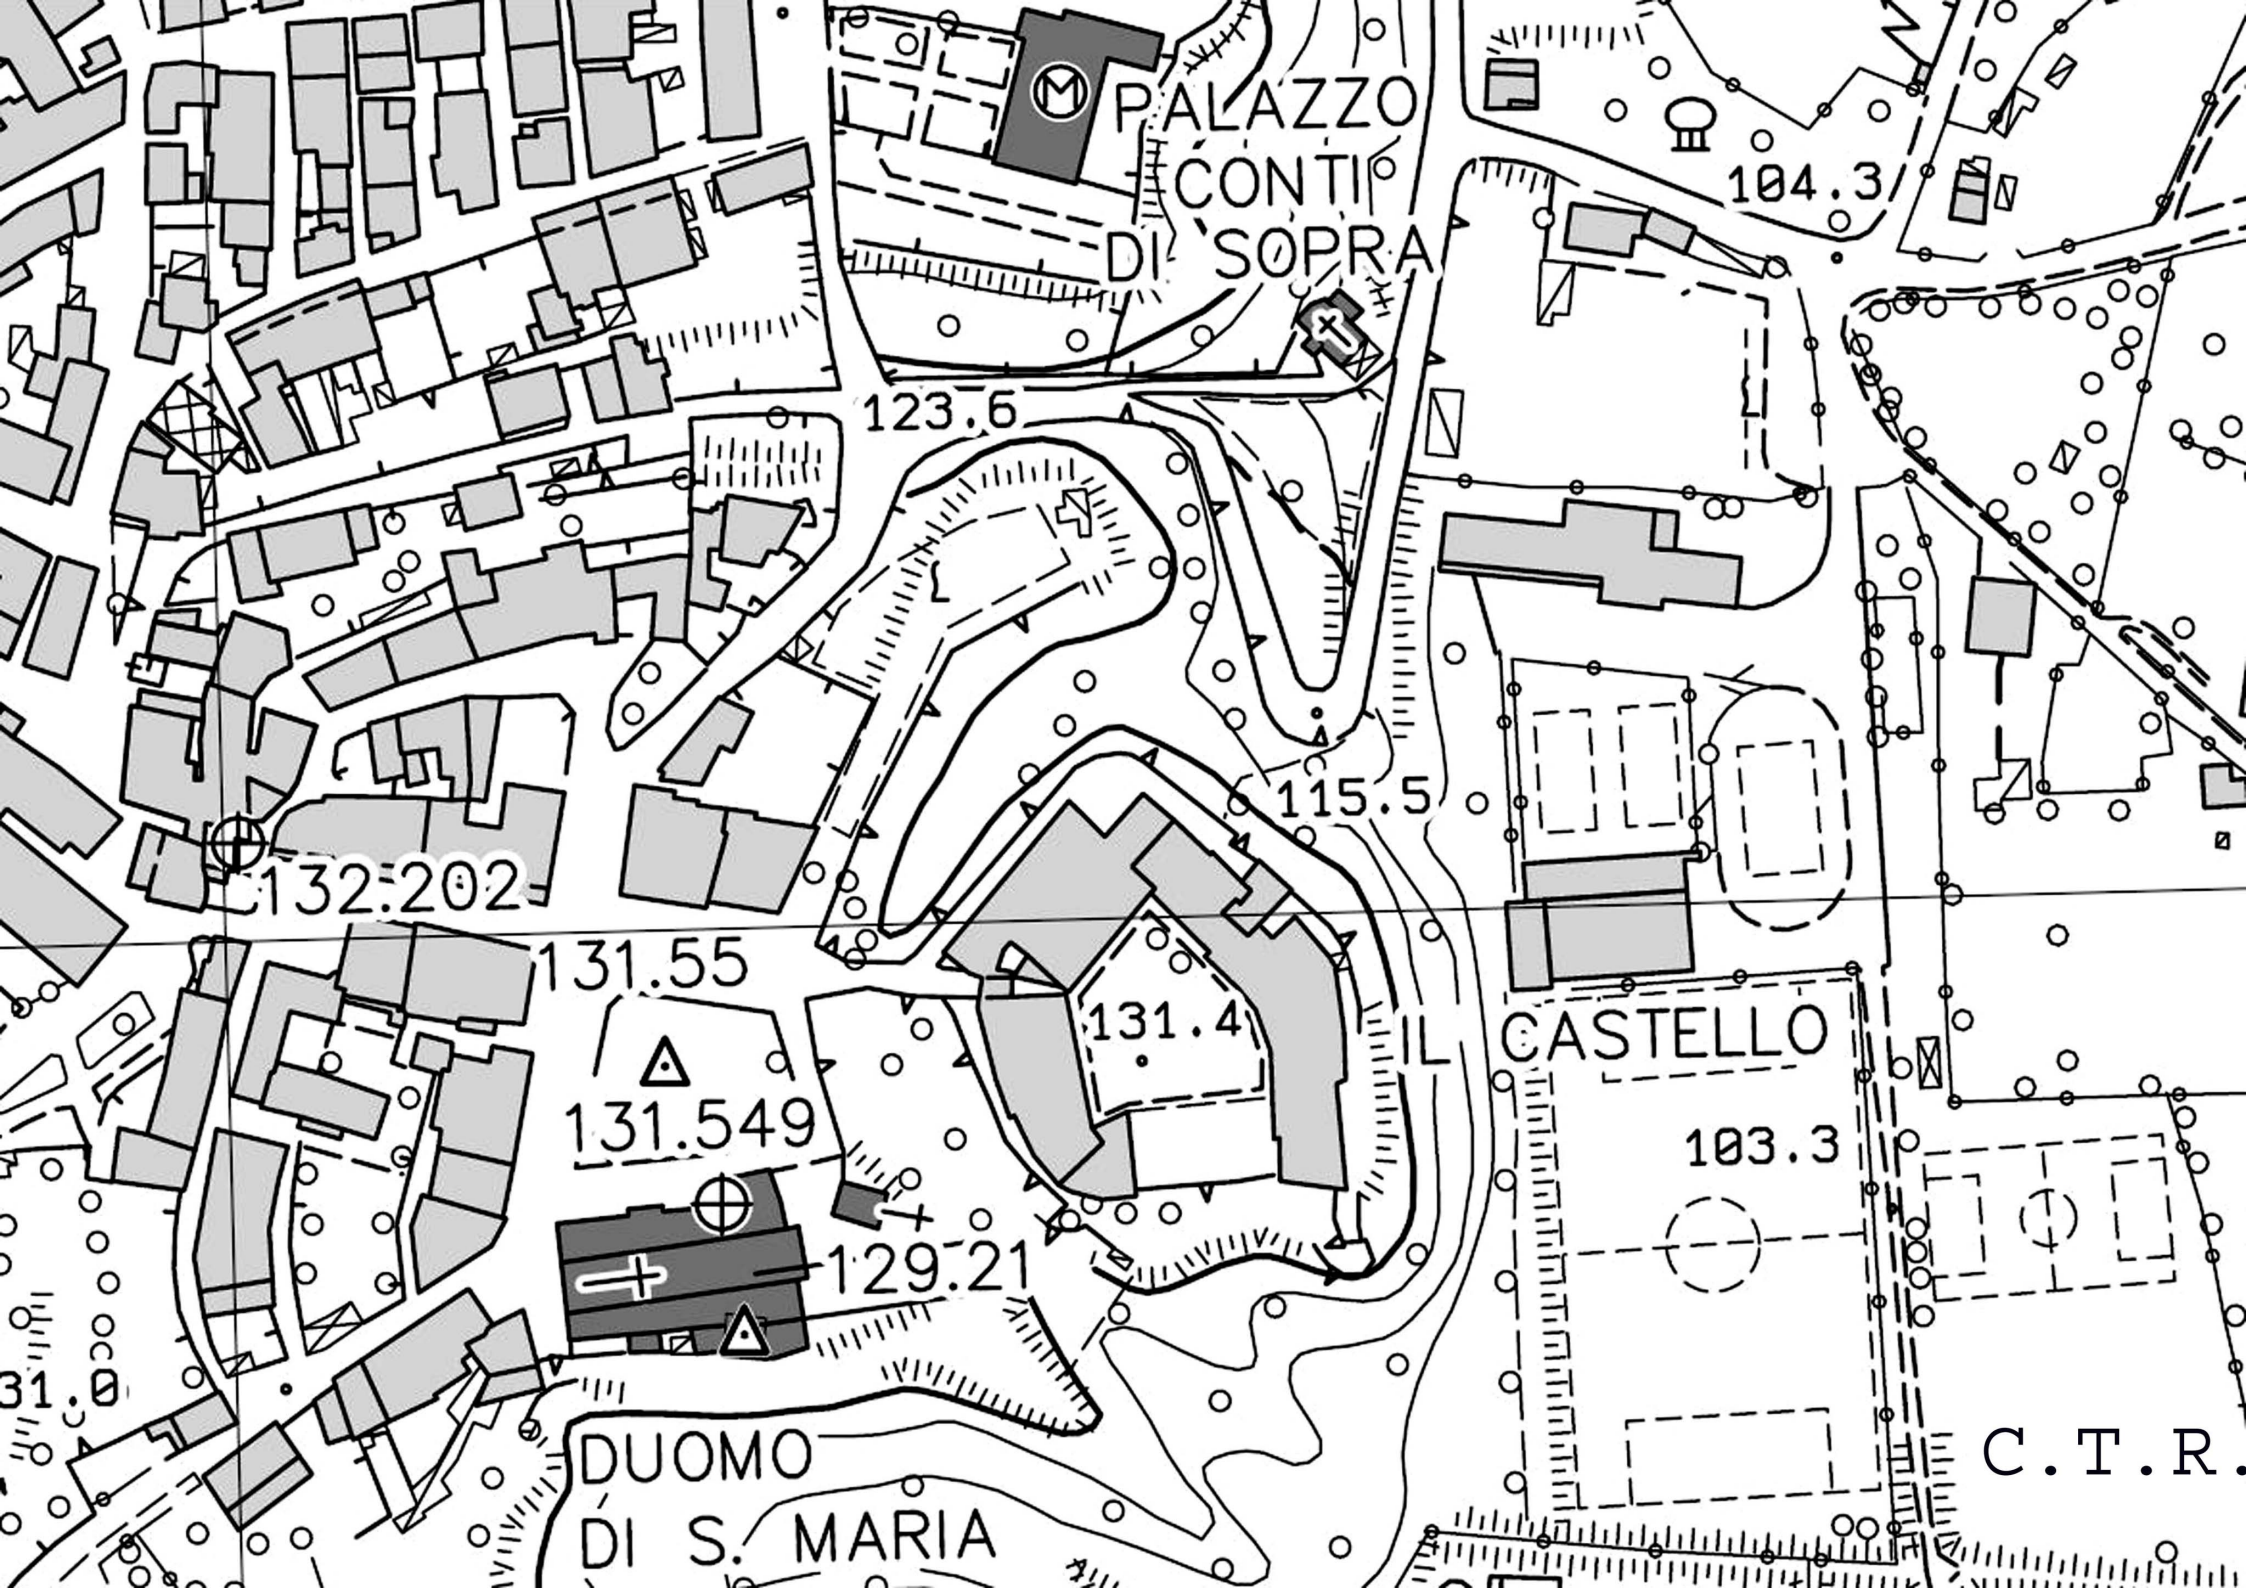 M
PALAZZO
CONTI
DI SOPRA
104.3
123.6
115.5
132.202
131.55
131.4
IL CASTELLO
131.549
103.3
129.21
31.0
DUOMO
DI S. MARIA
C.T.R.